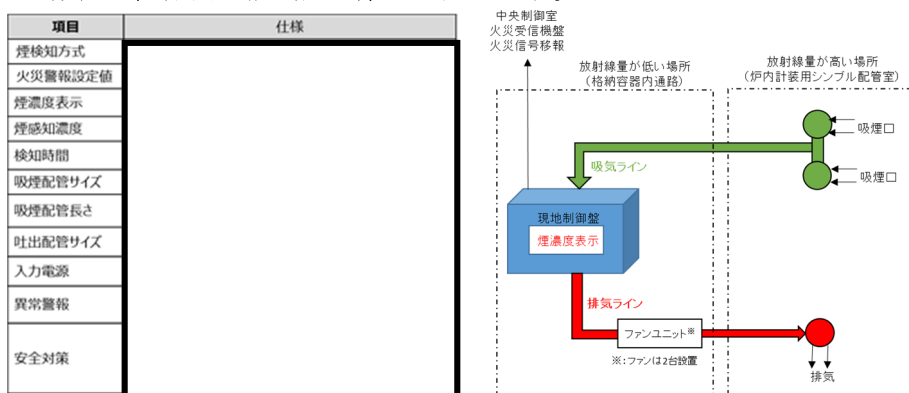 項目
仕様
煙検知方式
火災警報設定値
煙濃度表示
煙感知濃度
検知時間
吸煙配管サイズ
吸煙配管長さ
吐出配管サイズ
入力電源
異常警報
安全対策
中央制御室
火災受信機盤
火災信号移報
放射線量が低い場所
（格納容器内通路）
放射線量が高い場所
（炉内計装用シンブル配管室）
吸煙口
吸煙口
吸気ライン
現地制御盤
煙濃度表示
排気ライン
ファンユニット※
※：ファンは2台設置
排気